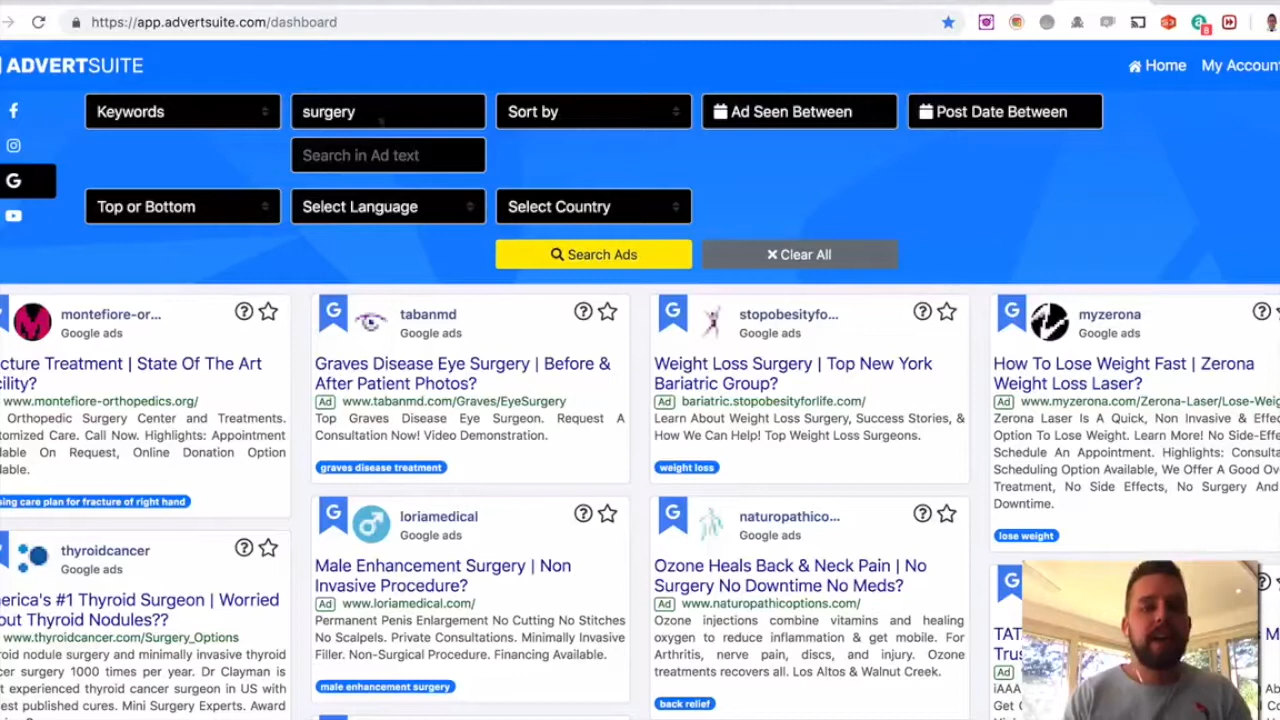 https://app.advertsuite.com/dashboard
8
ADVERTSUITE
Home
My Accoun
Keywords
surgery
Sort by
Ad Seen Between
Post Date Between
Search in Ad text
Top or Bottom
Select Language
Select Country
Search Ads
Clear All
montefiore-or...
Google ads
cture Treatment | State Of The Art
cility?
www.montefiore-orthopedics.org/
Orthopedic Surgery Center and Treatments.
tomized Care. Call Now. Highlights: Appointment
lable On Request, Online Donation Option
lable.
sing care plan for fracture of right hand
G
tabanmd
Google ads
Graves Disease Eye Surgery | Before &
After Patient Photos?
Ad www.tabanmd.com/Graves/EyeSurgery
Top Graves Disease Eye Surgeon. Request A
Consultation Now! Video Demonstration.
graves disease treatment
G
stopobesityfo...
Google ads
Weight Loss Surgery | Top New York
Bariatric Group?
Ad bariatric.stopobesityforlife.com/
Learn About Weight Loss Surgery, Success Stories, &
How We Can Help! Top Weight Loss Surgeons.
weight loss
G
myzerona
Google ads
How To Lose Weight Fast | Zerona
Weight Loss Laser?
Ad www.myzerona.com/Zerona-Laser/Lose-Weig
Zerona Laser Is A Quick, Non Invasive & Effe
Option To Lose Weight. Learn More! No Side-Effe
Schedule An Appointment. Highlights: Consulta
Scheduling Option Available, We Offer A Good Ov
Treatment, No Side Effects, No Surgery And
Downtime.
lose weight
thyroidcancer
Google ads
erica's #1 Thyroid Surgeon | Worried
out Thyroid Nodules??
www.thyroidcancer.com/Surgery_Options
roid nodule surgery and minimally invasive thyroid
cer surgery 1000 times per year. Dr Clayman is
t experienced thyroid cancer surgeon in US with
est published cures. Mini Surgery Experts. Award
G
loriamedical
Google ads
Male Enhancement Surgery | Non
Invasive Procedure?
Ad www.loriamedical.com/
Permanent Penis Enlargement No Cutting No Stitches
No Scalpels. Private Consultations. Minimally Invasive
Filler. Non-Surgical Procedure. Financing Available.
male enhancement surgery
G
naturopathico...
Google ads
Ozone Heals Back & Neck Pain | No
Surgery No Downtime No Meds?
Ad www.naturopathicoptions.com/
Ozone injections combine vitamins and healing
oxygen to reduce inflammation & get mobile. For
Arthritis, nerve pain, discs, and injury. Ozone
treatments recovers all. Los Altos & Walnut Creek.
back relief
G
TAT
Trus
Ad
iAAA
Get
Loc